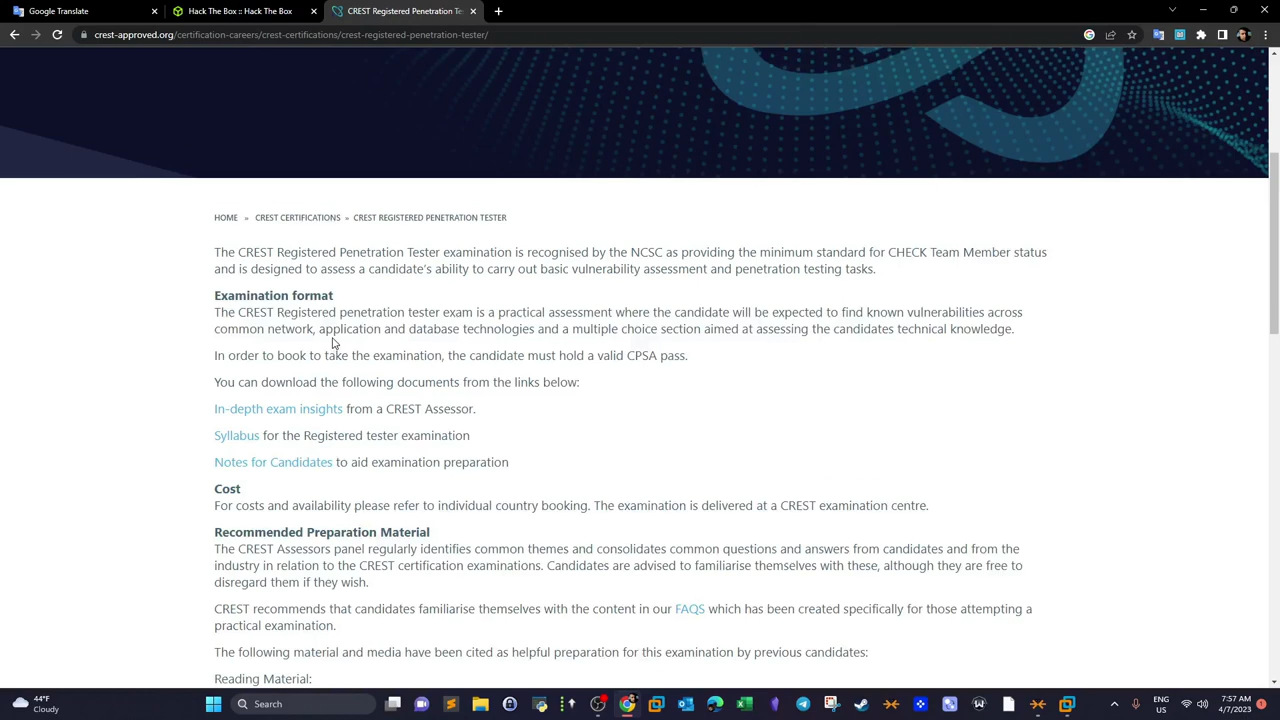 Google Translate
Hack The Box :: Hack The Box
CREST Registered Penetration Te
crest-approved.org/certification-careers/crest-certifications/crest-registered-penetration-tester/
HOME » CREST CERTIFICATIONS » CREST REGISTERED PENETRATION TESTER
The CREST Registered Penetration Tester examination is recognised by the NCSC as providing the minimum standard for CHECK Team Member status
and is designed to assess a candidate's ability to carry out basic vulnerability assessment and penetration testing tasks.
Examination format
The CREST Registered penetration tester exam is a practical assessment where the candidate will be expected to find known vulnerabilities across
common network, application and database technologies and a multiple choice section aimed at assessing the candidates technical knowledge.
In order to book to take the examination, the candidate must hold a valid CPSA pass.
You can download the following documents from the links below:
In-depth exam insights from a CREST Assessor.
Syllabus for the Registered tester examination
Notes for Candidates to aid examination preparation
Cost
For costs and availability please refer to individual country booking. The examination is delivered at a CREST examination centre.
Recommended Preparation Material
The CREST Assessors panel regularly identifies common themes and consolidates common questions and answers from candidates and from the
industry in relation to the CREST certification examinations. Candidates are advised to familiarise themselves with these, although they are free to
disregard them if they wish.
CREST recommends that candidates familiarise themselves with the content in our FAQS which has been created specifically for those attempting a
practical examination.
The following material and media have been cited as helpful preparation for this examination by previous candidates:
Reading Material:
44°F
Cloudy
Search
ENG
US
7:57 AM
4/7/2023